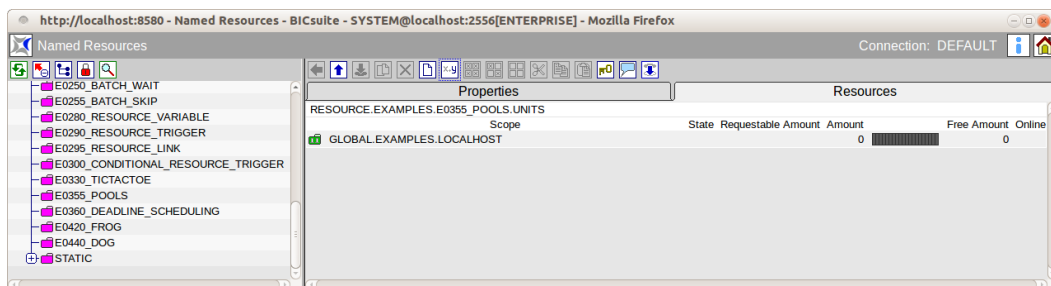 http://localhost:8580 - Named Resources - BICsuite - SYSTEM@localhost:2556[ENTERPRISE] - Mozilla Firefox
Named Resources
Connection: DEFAULT
E0250_BATCH_WAIT
E0255_BATCH_SKIP
E0280_RESOURCE_VARIABLE
E0290_RESOURCE_TRIGGER
E0295_RESOURCE_LINK
E0300_CONDITIONAL_RESOURCE_TRIGGER
E0330_TICTACTOE
E0355_POOLS
E0360_DEADLINE_SCHEDULING
E0420_FROG
E0440_DOG
STATIC
x-y
Properties Resources
RESOURCE.EXAMPLES.E0355_POOLS.UNITS
Scope State Requestable Amount Amount Free Amount Online
GLOBAL.EXAMPLES.LOCALHOST 0 0